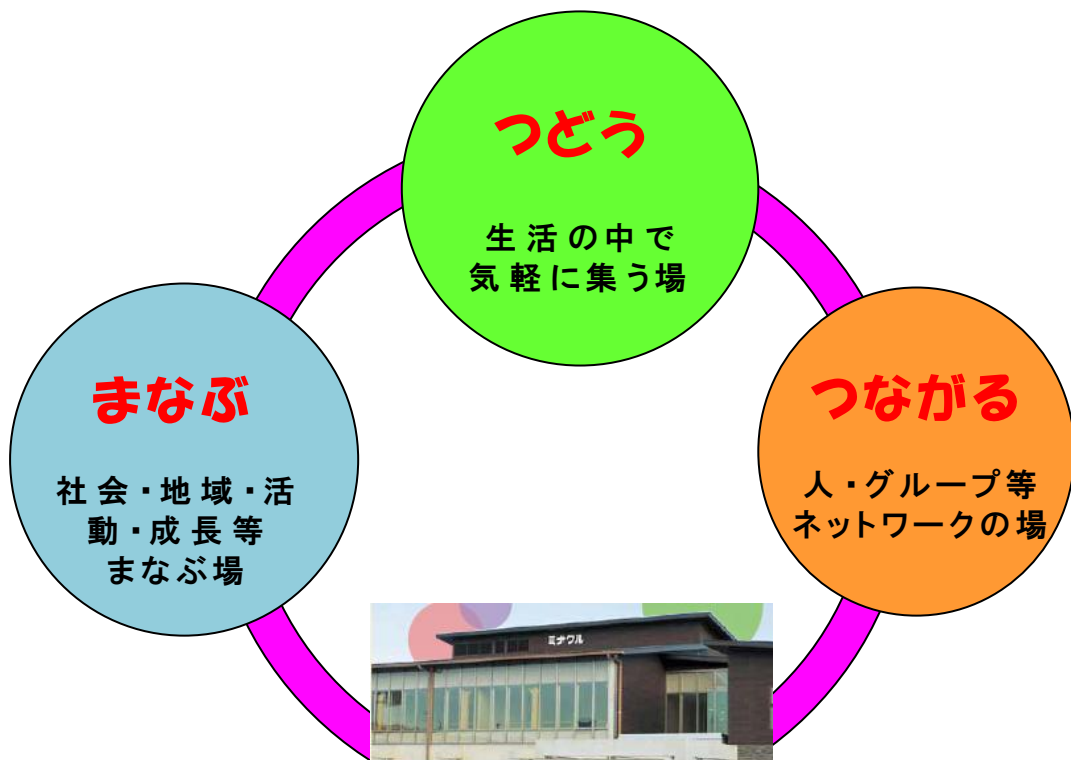 つどう
生活の中で
気軽に集う場
まなぶ
社会・地域・活
動・成長等
まなぶ場
つながる
人・グループ等
ネットワークの場
ミナクル